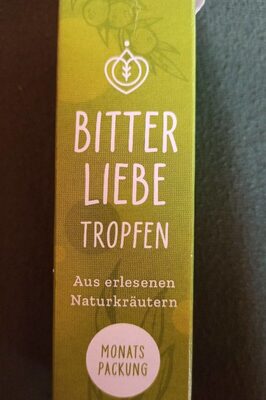 BITTER
LIEBE
TROPFEN
Aus erlesenen
Naturkräutern
MONATS
PACKUNG